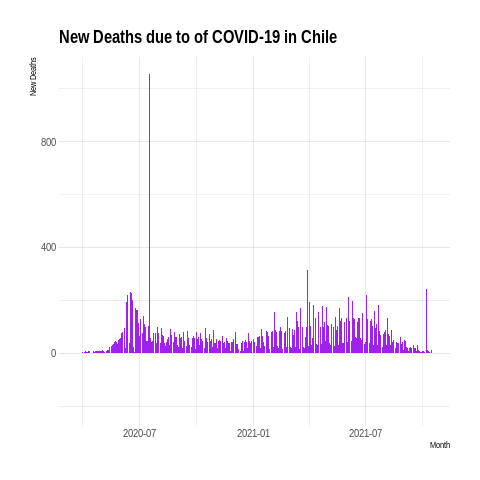 New Deaths due to of COVID-19 in Chile
New Deaths
800
400
0
2020-07
2021-01
2021-07
Month